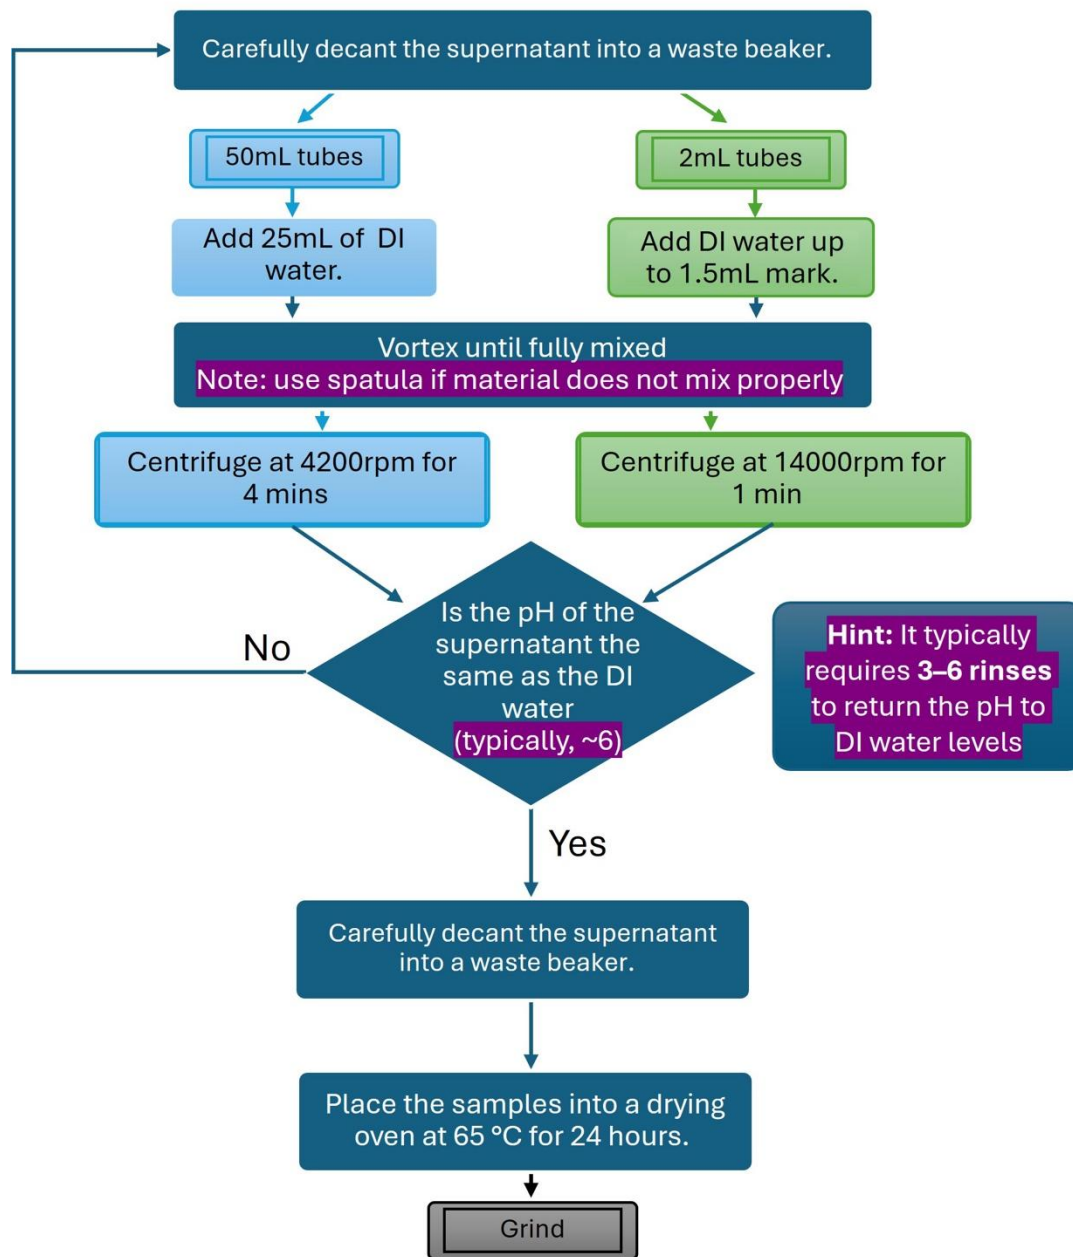 Carefully decant the supernatant into a waste beaker.
50mL tubes
2mL tubes
Add 25mL of DI
water.
Add DI water up
to 1.5mL mark.
Vortex until fully mixed
Note: use spatula if material does not mix properly
Centrifuge at 4200rpm for
4 mins
Centrifuge at 14000rpm for
1 min
Is the pH of the
supernatant the
same as the DI
water
(typically, ~6)
No
Hint: It typically
requires 3–6 rinses
to return the pH to
DI water levels
Yes
Carefully decant the supernatant
into a waste beaker.
Place the samples into a drying
oven at 65 °C for 24 hours.
Grind